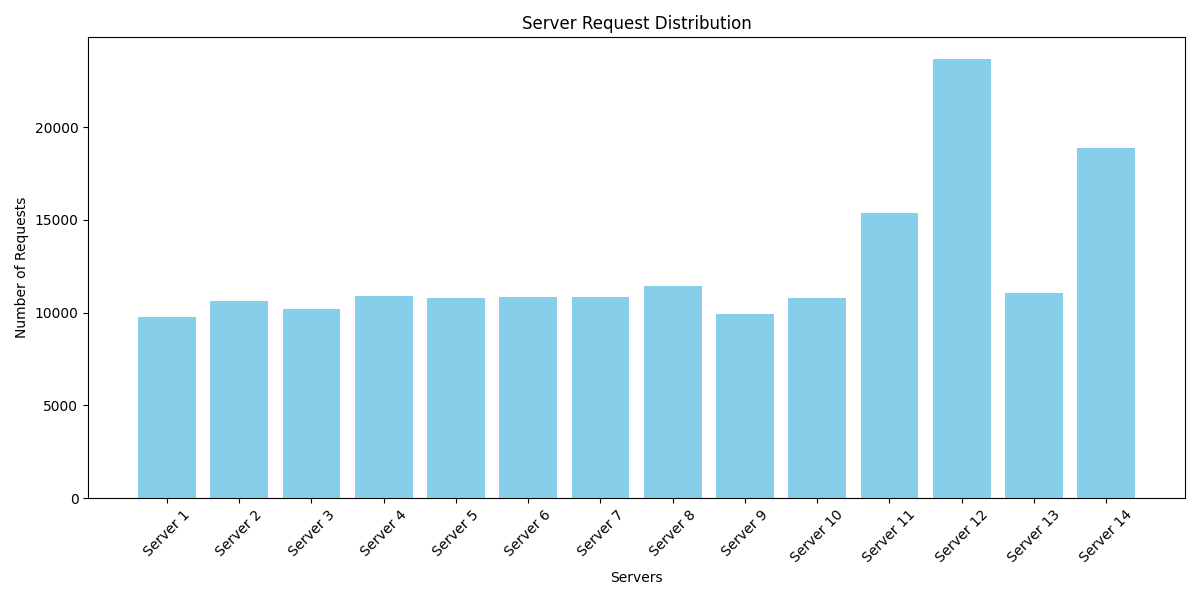 Server Request Distribution
Number of Requests
20000
15000
10000
5000
0
Server 1
Server 2
Server 3
Server 4
Server 5
Server 6
Server 7
Server 8
Server 9
Server 10
Server 11
Server 12
Server 13
Server 14
Servers